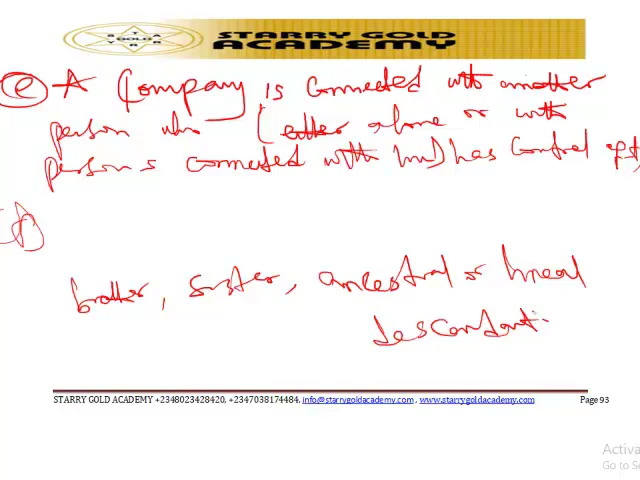 STARRY GOLD
ACADEMY
(e) A Company is Connected with another
person who (either alone or with
persons Connected with him) has Control of it,
(f)
brother, sister, ancestral or lineal
descendant.
STARRY GOLD ACADEMY +2348023428420, +2347038174484, info@starrygoldacademy.com , www.starrygoldacademy.com Page 93
Activa
Go to Se